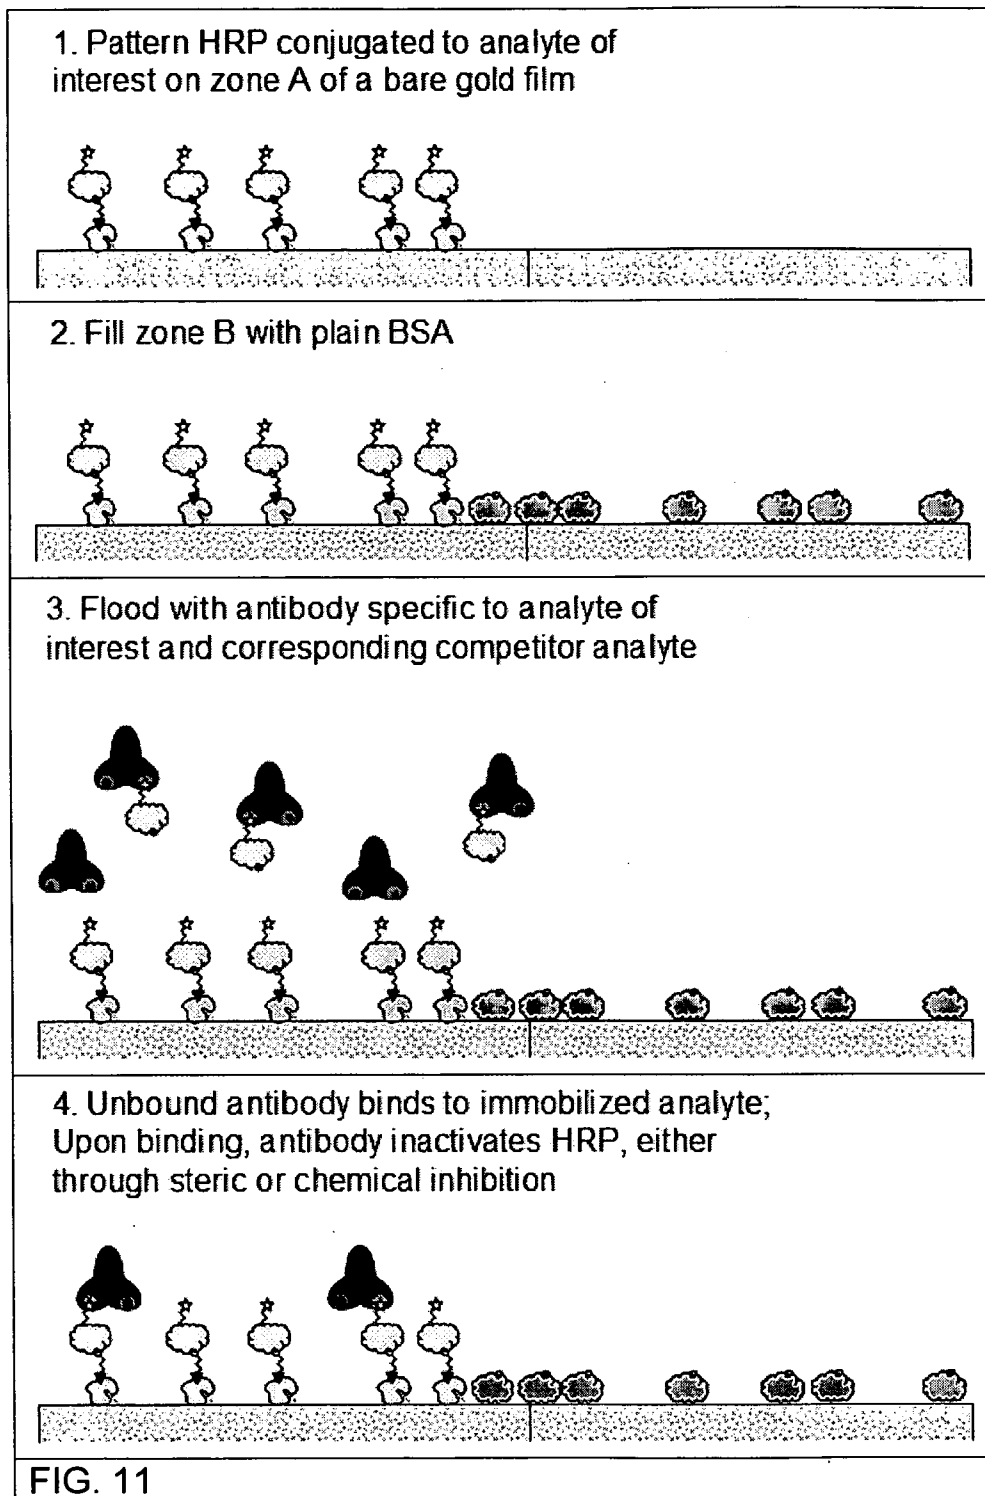 1. Pattern HRP conjugated to analyte of
interest on zone A of a bare gold film
2. Fill zone B with plain BSA
3. Flood with antibody specific to analyte of
interest and corresponding competitor analyte
4. Unbound antibody binds to immobilized analyte;
Upon binding, antibody inactivates HRP, either
through steric or chemical inhibition
FIG. 11